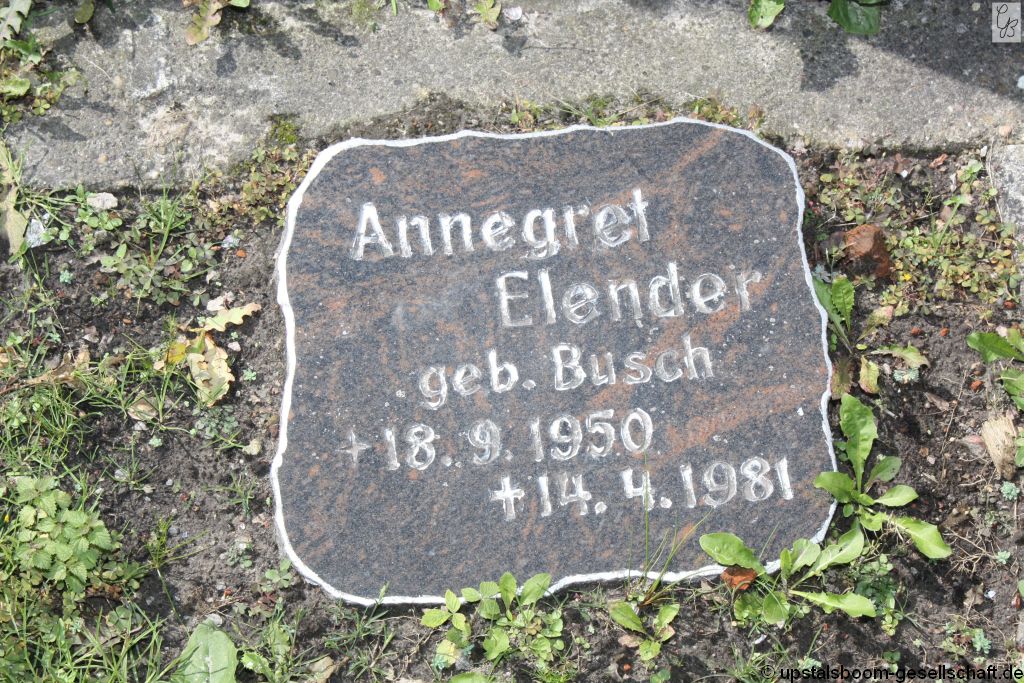 Annegret
Elender
geb. Busch
+18.9.1950
+14.4.1981
© upstalsboom-gesellschaft.de